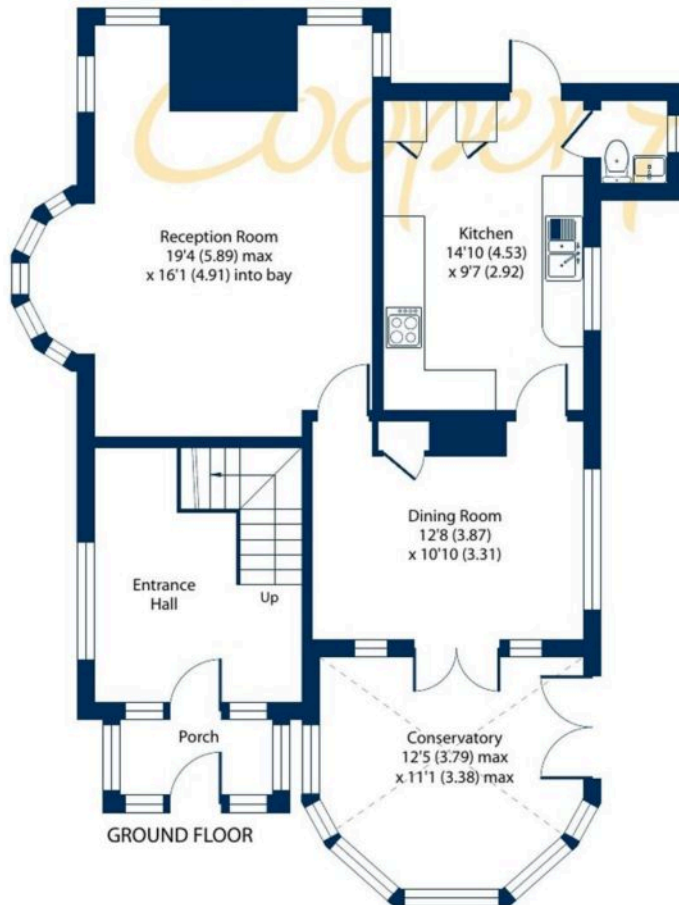 Cooper
Reception Room
19'4 (5.89) max
x 16'1 (4.91) into bay
Kitchen
14'10 (4.53)
x 9'7 (2.92)
Dining Room
12'8 (3.87)
x 10'10 (3.31)
Entrance
Hall
Up
Porch
Conservatory
12'5 (3.79) max
x 11'1 (3.38) max
GROUND FLOOR